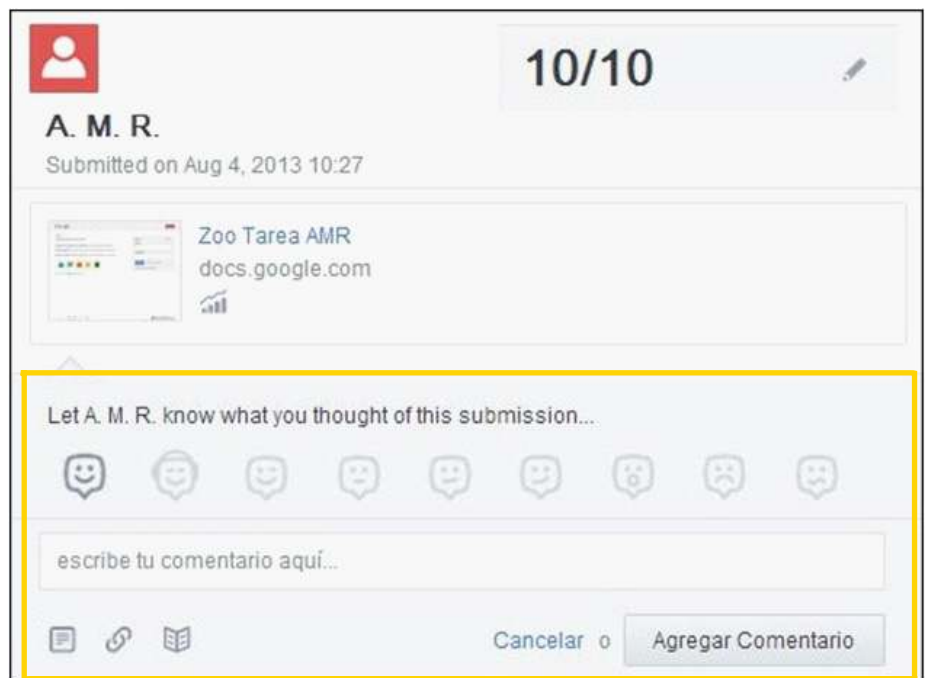 10/10
A. M. R.
Submitted on Aug 4, 2013 10:27
Zoo Tarea AMR
docs.google.com
Let A. M. R. know what you thought of this submission...
escribe tu comentario aquí...
Cancelar o Agregar Comentario